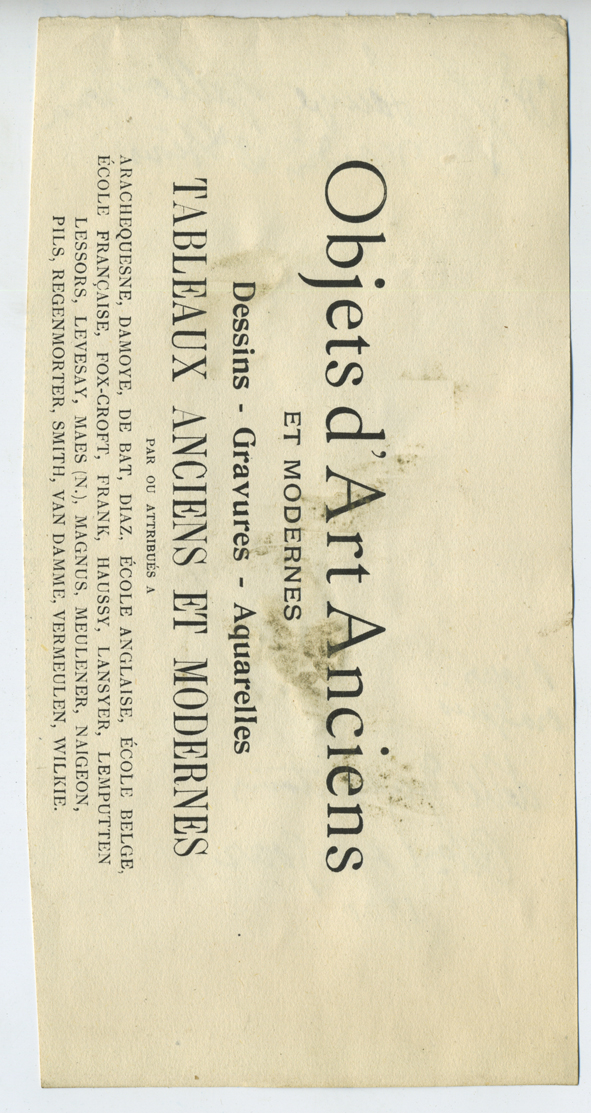 Objets d'Art Anciens
ET MODERNES
Dessins - Gravures - Aquarelles
TABLEAUX ANCIENS ET MODERNES
PAR OU ATTRIBUÉS A
ARACHEQUESNE, DAMOYE, DE BAT, DIAZ, ÉCOLE ANGLAISE, ÉCOLE BELGE,
ÉCOLE FRANÇAISE, FOX-CROFT, FRANK, HAUSSY, LANSYER, LEMPUTTEN
LESSORS, LEVESAY, MAES (N.), MAGNUS, MEULENER, NAIGEON,
PILS, REGENMORTER, SMITH, VAN DAMME, VERMEULEN, WILKIE.